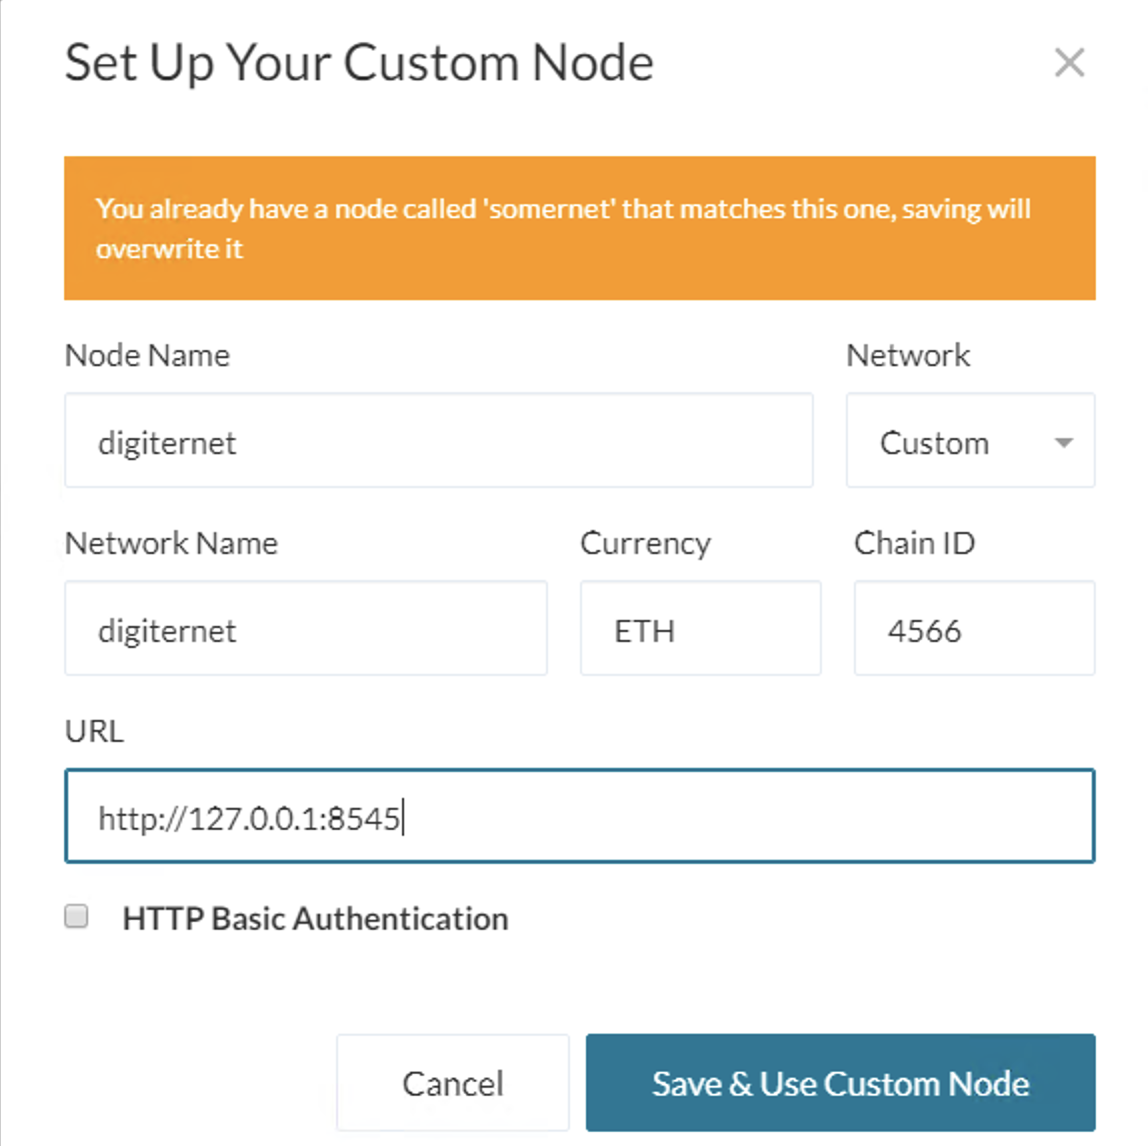 Set Up Your Custom Node
You already have a node called 'somernet' that matches this one, saving will
overwrite it
Node Name
Network
digiternet
Custom
Network Name
Currency
Chain ID
digiternet
ETH
4566
URL
http://127.0.0.1:8545
HTTP Basic Authentication
Cancel
Save & Use Custom Node